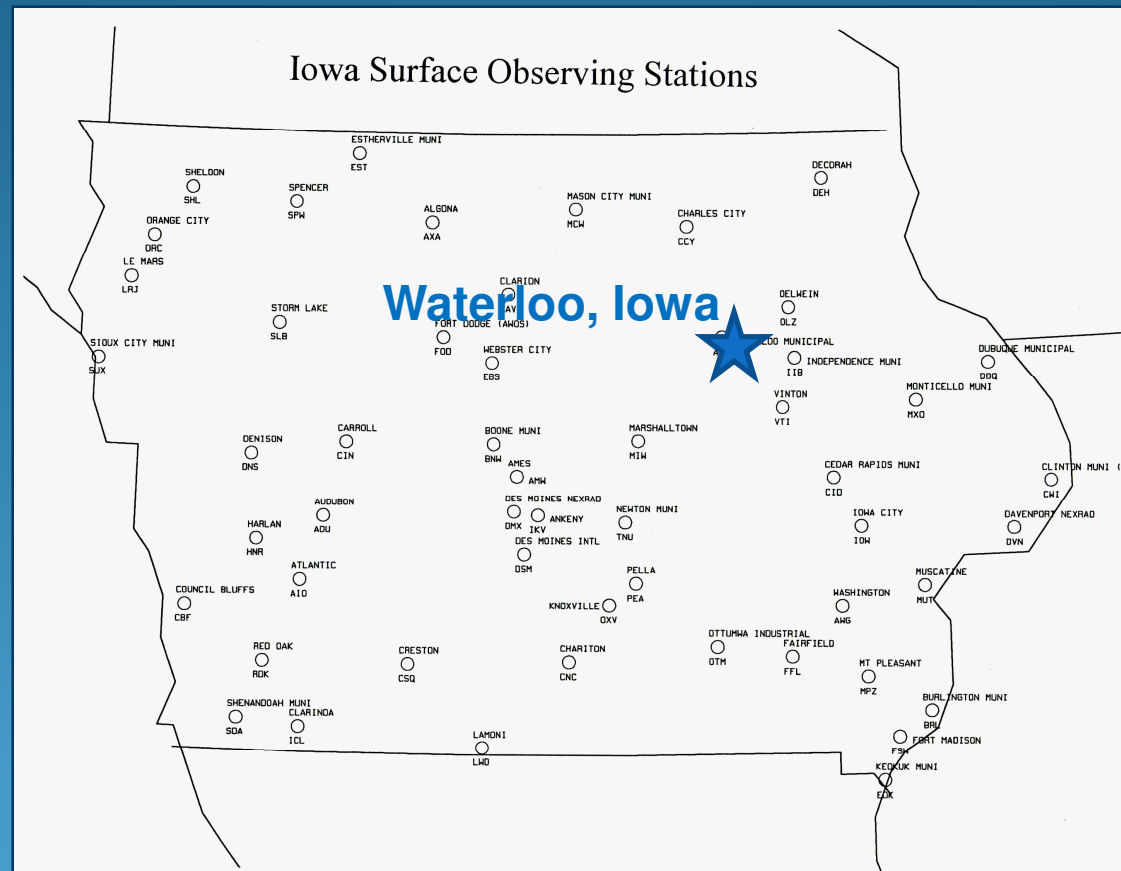 Iowa Surface Observing Stations
ESTHERVILLE MUNI
EST
DECORAH
DEH
SHELDON
SHL
SPENCER
SPW
MASON CITY MUNI
MCW
ALGONA
AXA
CHARLES CITY
CCY
ORANGE CITY
ORC
LE MARS
LRJ
CLARION
Waterloo, Iowa
OELWEIN
OLZ
STORM LAKE
SLB
FORT DODGE (AWOS)
FOD
SIOUX CITY MUNI
SUX
WEBSTER CITY
EBS
MUNICIPAL
INDEPENDENCE MUNI
IIB
DUBUQUE MUNICIPAL
DBQ
MONTICELLO MUNI
MXO
VINTON
VTI
CARROLL
CIN
BOONE MUNI
BNW
MARSHALLTOWN
MIW
DENISON
DNS
AMES
AMW
CEDAR RAPIDS MUNI
CID
CLINTON MUNI (
CWI
DES MOINES NEXRAD
DMX
ANKENY
IKV
AUDUBON
ADU
NEWTON MUNI
TNU
IOWA CITY
IOW
DAVENPORT NEXRAD
DVN
HARLAN
HNR
DES MOINES INTL
DSM
ATLANTIC
AIO
PELLA
PEA
MUSCATINE
MUT
COUNCIL BLUFFS
CBF
KNOXVILLE
OXV
WASHINGTON
AWG
OTTUMWA INDUSTRIAL
OTM
FAIRFIELD
FFL
RED OAK
RDK
CRESTON
CSQ
CHARITON
CNC
MT PLEASANT
MPZ
SHENANDOAH MUNI
SDA
CLARINDA
ICL
BURLINGTON MUNI
BRL
LAMONI
LWD
FORT MADISON
FSW
KEOKUK MUNI
EOK